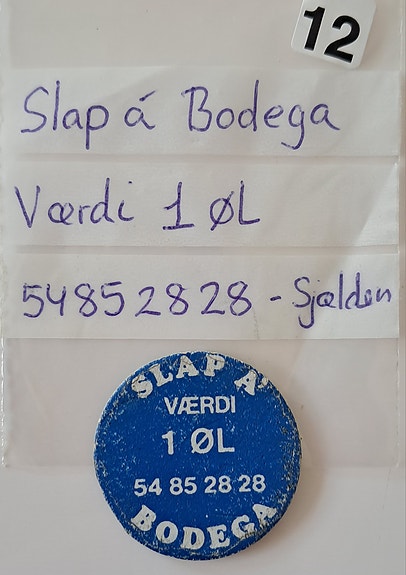 12
Slap á Bodega
Værdi 1 ØL
54852828 - Sjælden
SLAP A'
VÆRDI
1 ØL
54 85 28 28
BODEGA